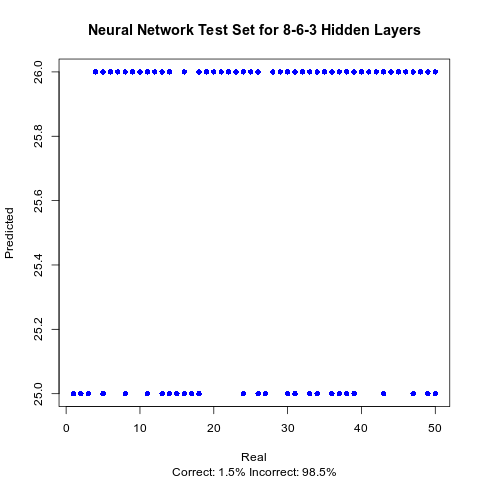 Neural Network Test Set for 8-6-3 Hidden Layers
Predicted
26.0
25.8
25.6
25.4
25.2
25.0
0 10 20 30 40 50
Real
Correct: 1.5% Incorrect: 98.5%